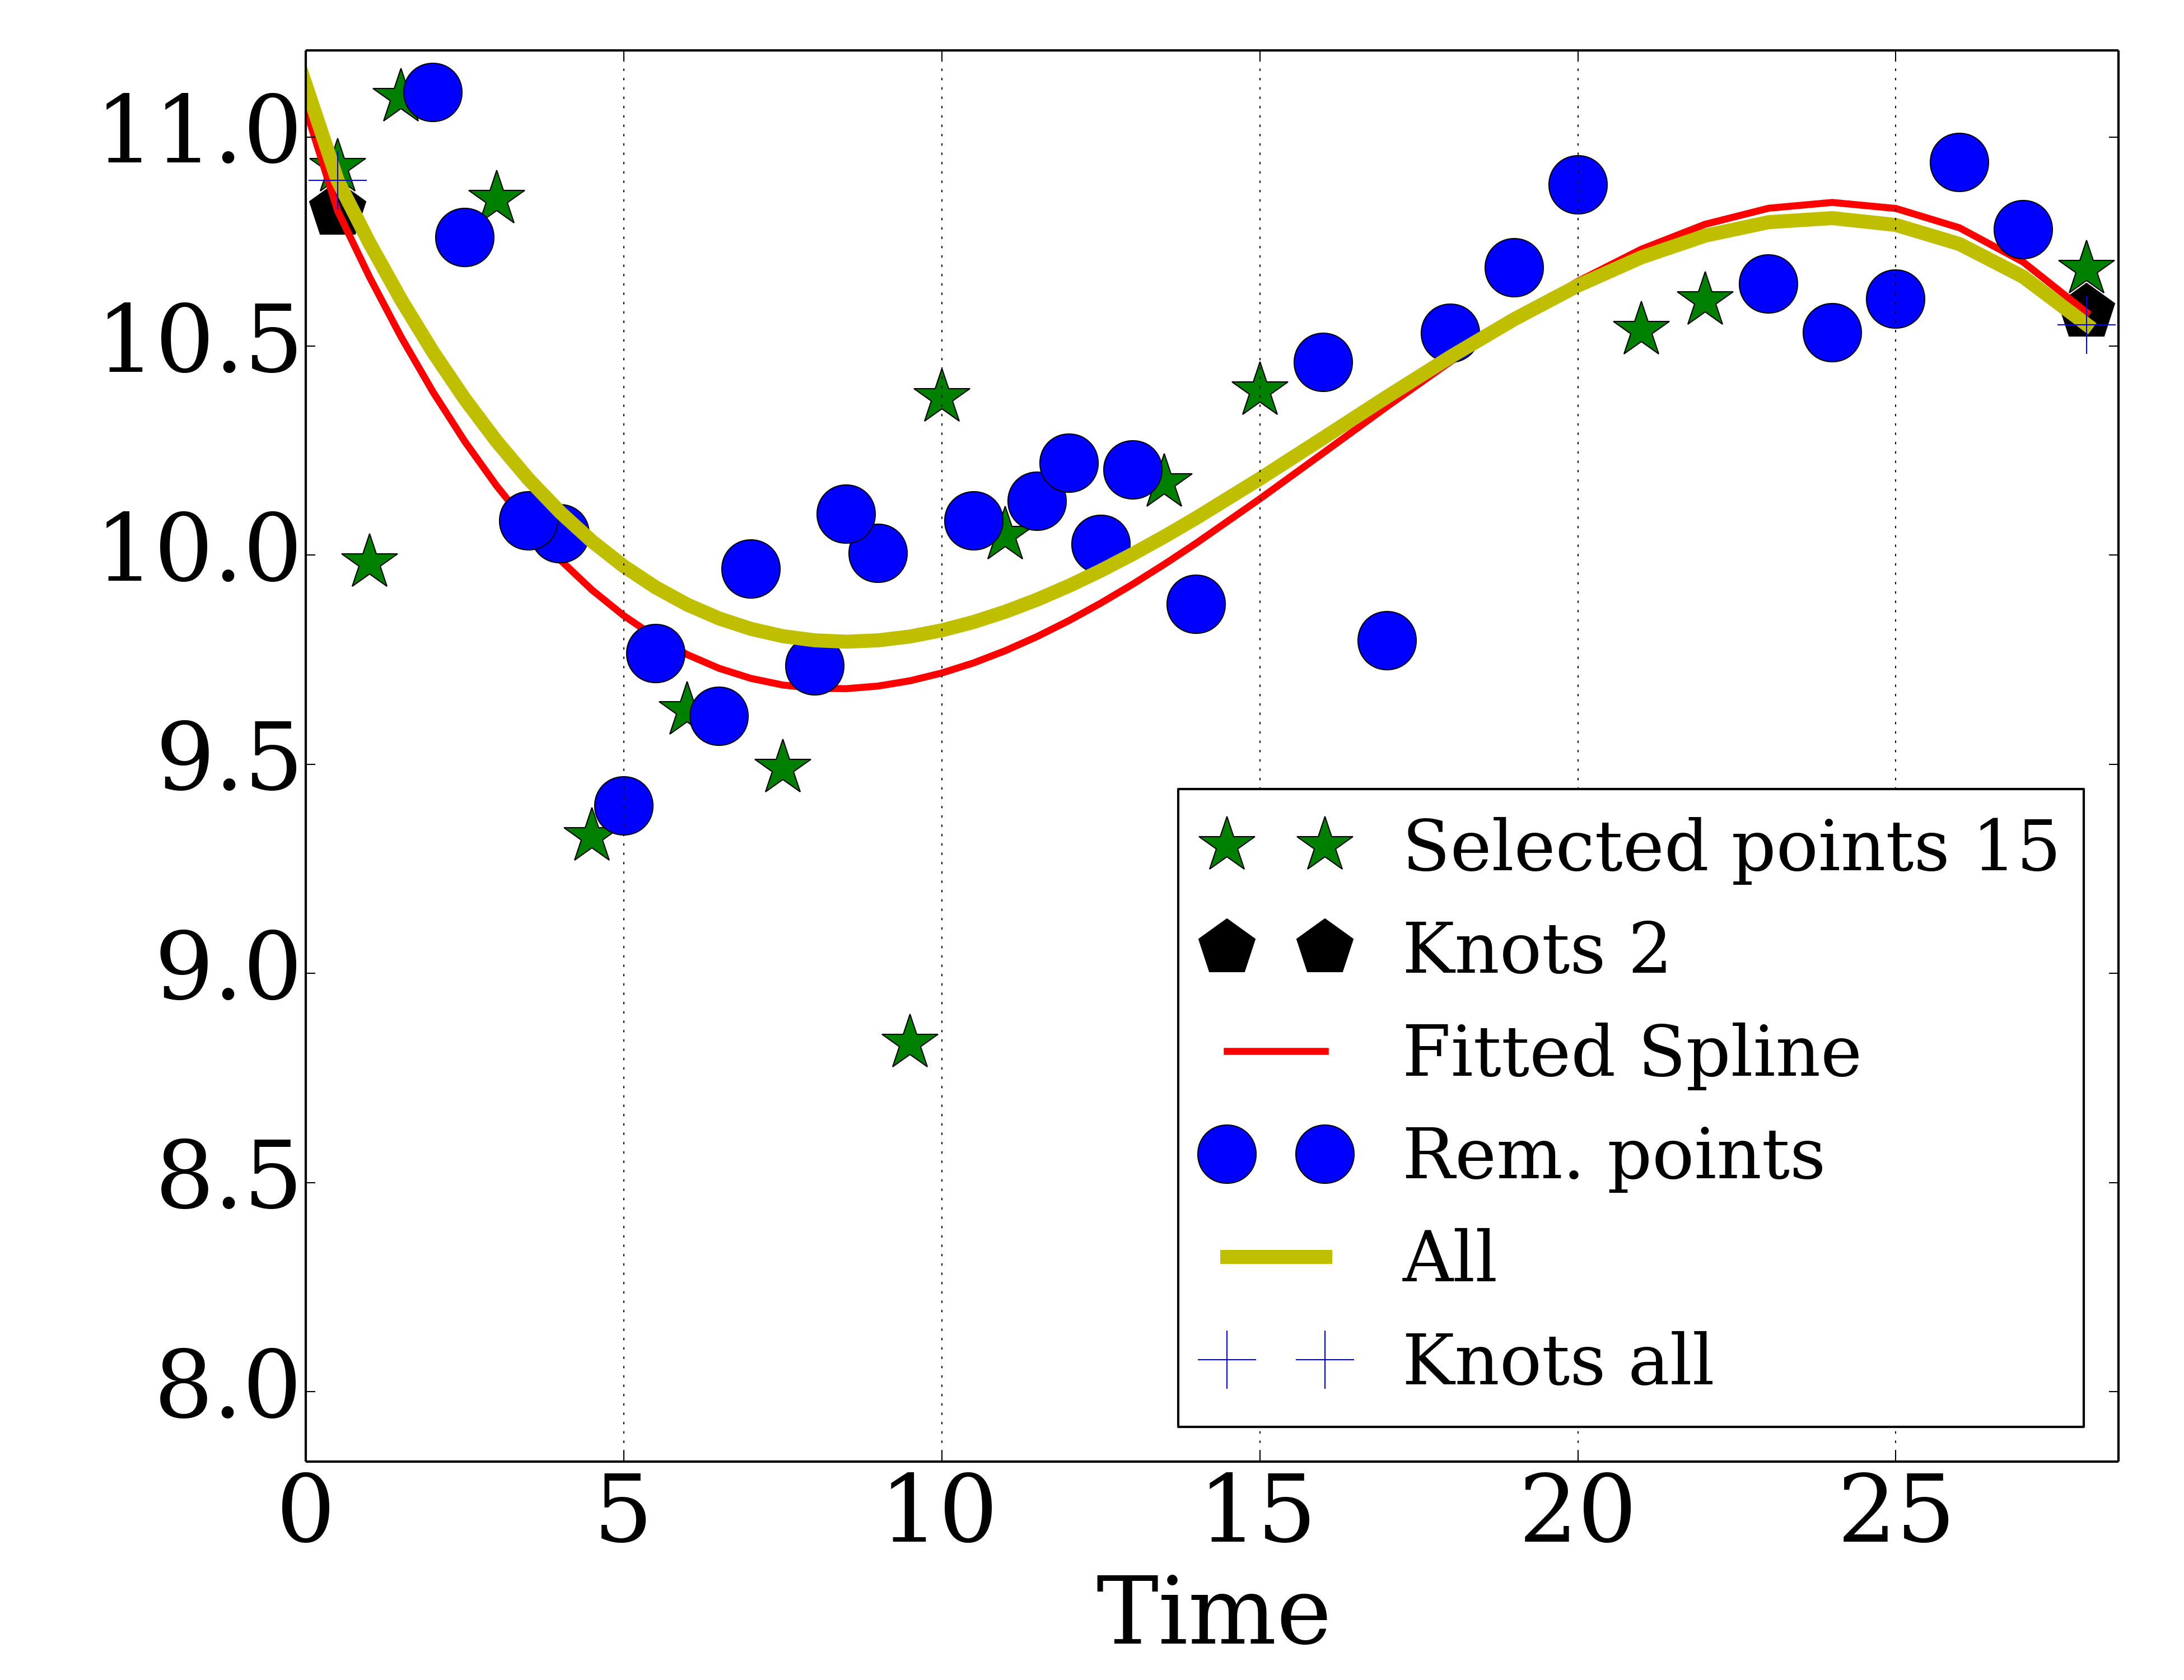 11.0
10.5
10.0
9.5
9.0
8.5
8.0
Selected points 15
Knots 2
Fitted Spline
Rem. points
All
Knots all
0 5 10 15 20 25
Time